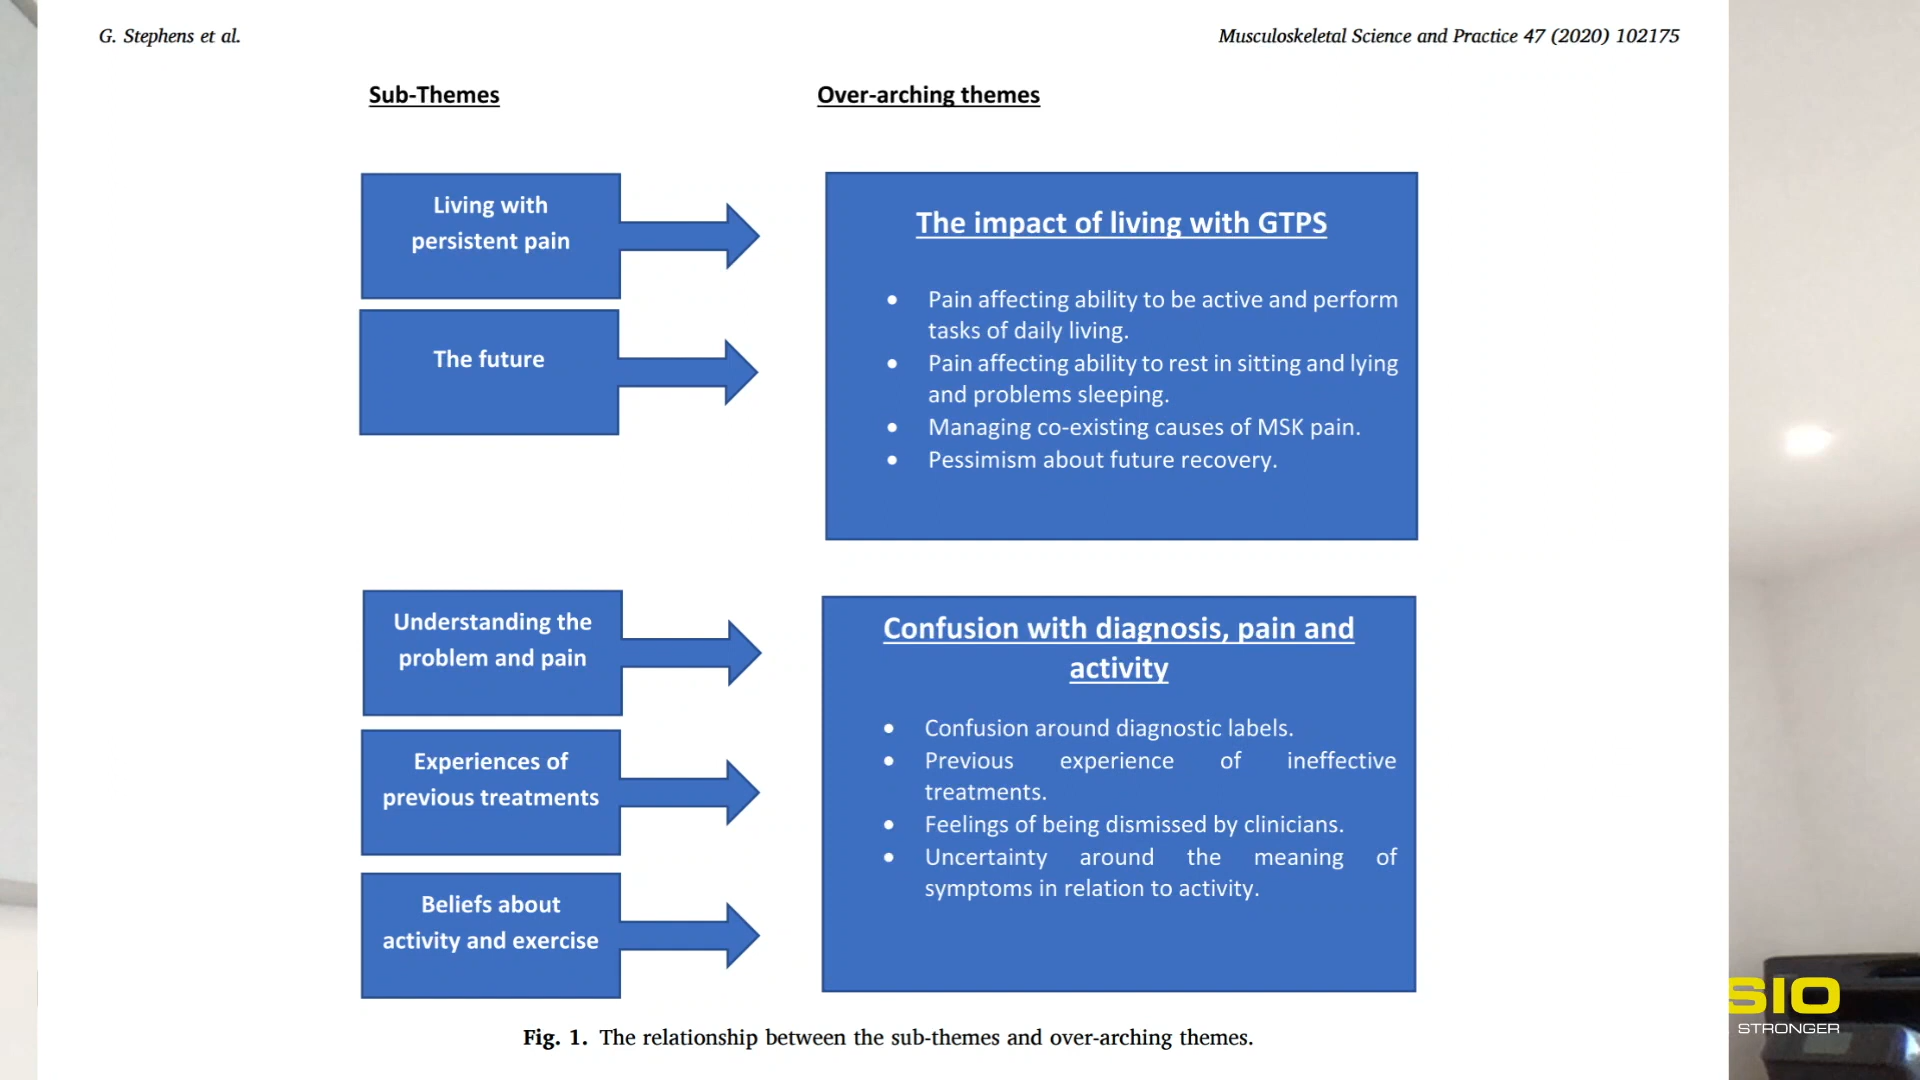 G. Stephens et al.
Musculoskeletal Science and Practice 47 (2020) 102175
Sub-Themes
Over-arching themes
Living with
persistent pain
The future
The impact of living with GTPS
• Pain affecting ability to be active and perform
tasks of daily living.
• Pain affecting ability to rest in sitting and lying
and problems sleeping.
• Managing co-existing causes of MSK pain.
• Pessimism about future recovery.
Understanding the
problem and pain
Experiences of
previous treatments
Beliefs about
activity and exercise
Confusion with diagnosis, pain and
activity
• Confusion around diagnostic labels.
• Previous experience of ineffective
treatments.
• Feelings of being dismissed by clinicians.
• Uncertainty around the meaning of
symptoms in relation to activity.
Fig. 1. The relationship between the sub-themes and over-arching themes.
SIO
STRONGER